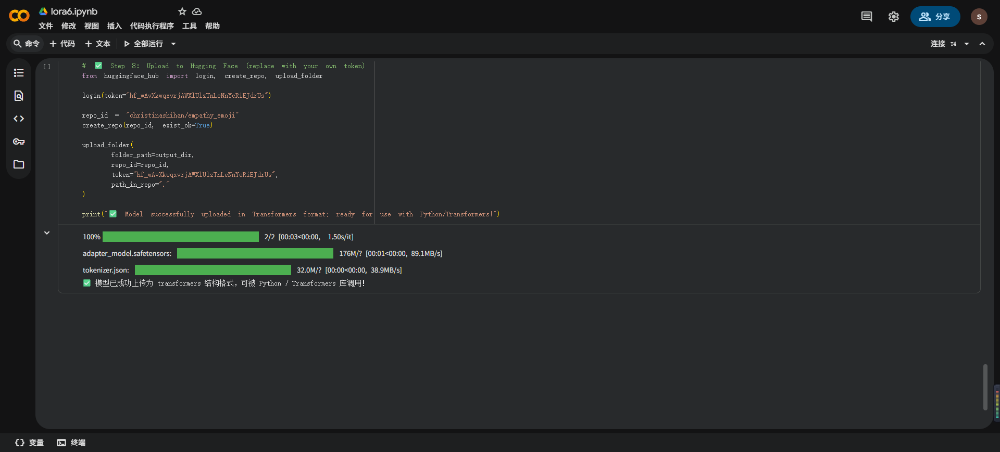 lora6.ipynb
文件 修改 视图 插入 代码执行程序 工具 帮助
分享
S
命令 + 代码 + 文本 全部运行
连接 T4
[ ]
# ✅ Step 8: Upload to Hugging Face (replace with your own token)
from huggingface_hub import login, create_repo, upload_folder
login(token="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")
repo_id = "christinashihan/empathy_emoji"
create_repo(repo_id, exist_ok=True)
upload_folder(
folder_path=output_dir,
repo_id=repo_id,
token="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",
path_in_repo="."
)
print("✅ Model successfully uploaded in Transformers format; ready for use with Python/Transformers!")
100% 2/2 [00:03<00:00, 1.50s/it]
adapter_model.safetensors: 176M/? [00:01<00:00, 89.1MB/s]
tokenizer.json: 32.0M/? [00:00<00:00, 38.9MB/s]
✅ 模型已成功上传为 transformers 结构格式，可被 Python / Transformers 库调用！
变量 终端